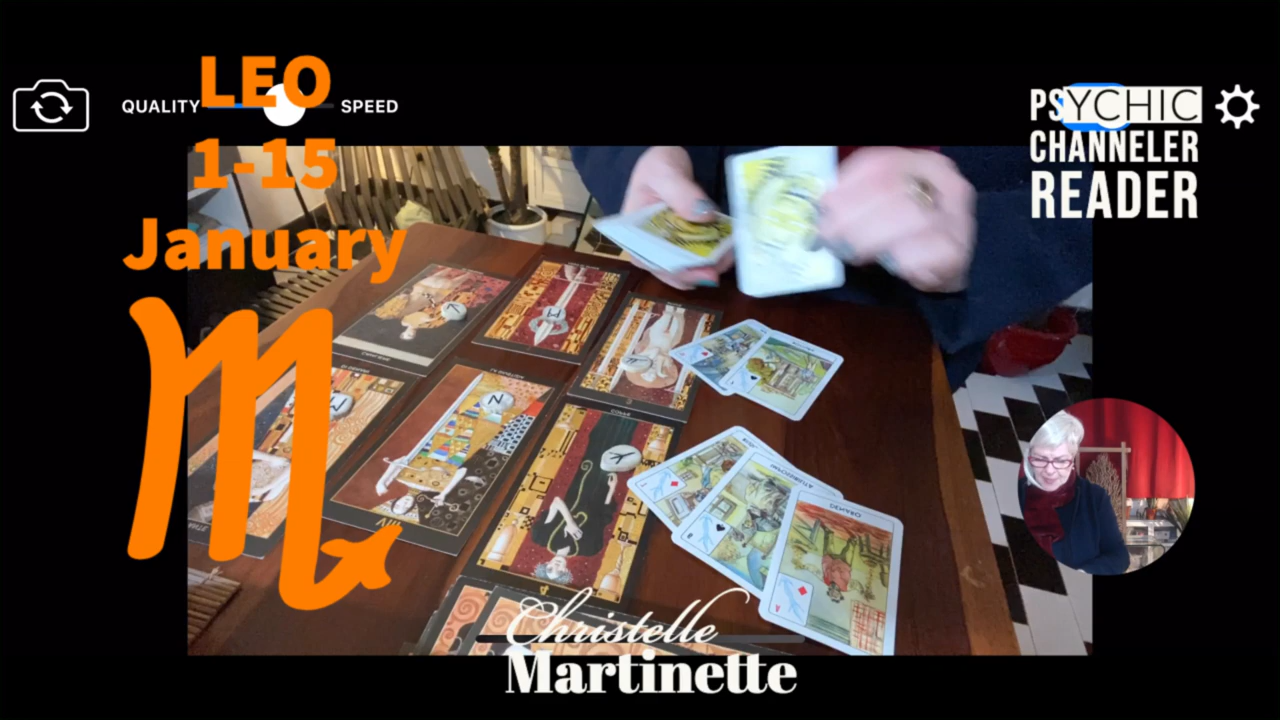 LEO
QUALITY
SPEED
1-15
January
PSYCHIC
CHANNELER
READER
Christelle
Martinette